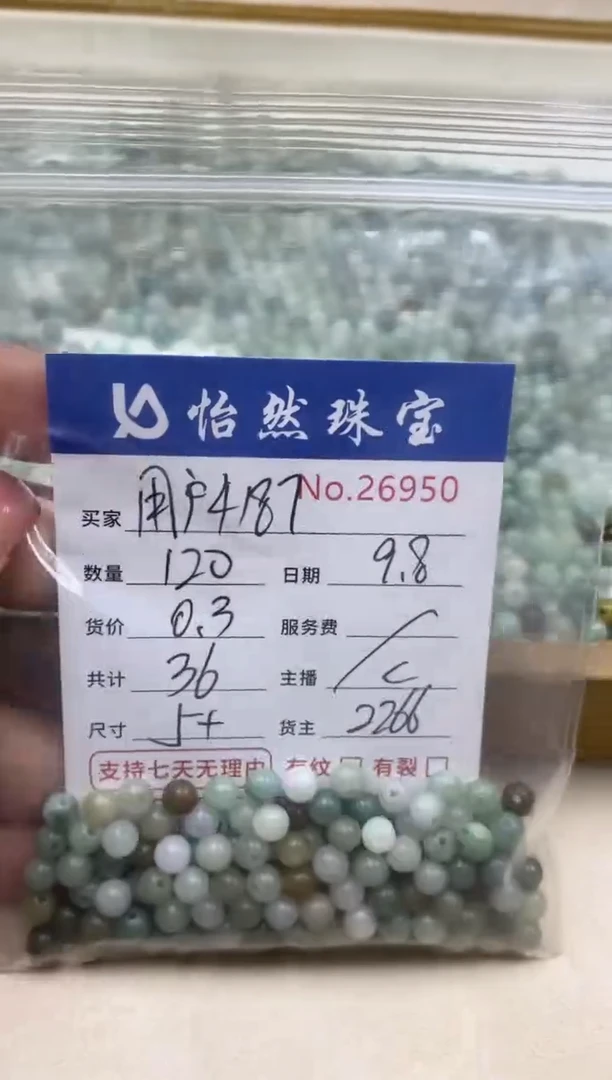 怡然珠宝
No.26950
买家 用户4187
数量 120 日期 9.8
货价 0.3 服务费 /
共计 36 主播 C
尺寸 5+ 货主 2266
支持七天无理由 有纹 □ 有裂 □